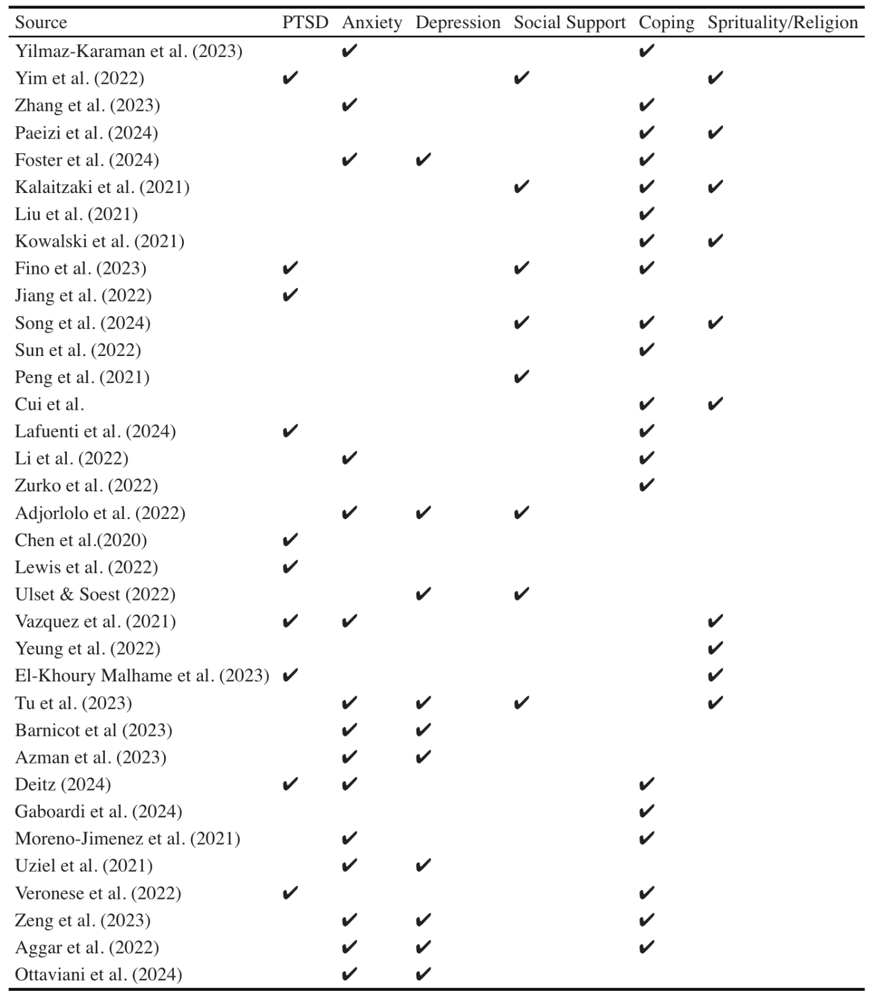 Source PTSD Anxiety Depression Social Support Coping Sprituality/Religion
Yilmaz-Karaman et al. (2023) ✔ ✔
Yim et al. (2022) ✔ ✔ ✔
Zhang et al. (2023) ✔ ✔
Paeizi et al. (2024) ✔ ✔
Foster et al. (2024) ✔ ✔ ✔
Kalaitzaki et al. (2021) ✔ ✔ ✔
Liu et al. (2021) ✔
Kowalski et al. (2021) ✔ ✔
Fino et al. (2023) ✔ ✔ ✔
Jiang et al. (2022) ✔
Song et al. (2024) ✔ ✔ ✔
Sun et al. (2022) ✔
Peng et al. (2021) ✔
Cui et al. ✔ ✔
Lafuenti et al. (2024) ✔ ✔
Li et al. (2022) ✔ ✔
Zurko et al. (2022) ✔
Adjorlolo et al. (2022) ✔ ✔ ✔
Chen et al.(2020) ✔
Lewis et al. (2022) ✔
Ulset & Soest (2022) ✔ ✔
Vazquez et al. (2021) ✔ ✔ ✔
Yeung et al. (2022) ✔
El-Khoury Malhame et al. (2023) ✔ ✔
Tu et al. (2023) ✔ ✔ ✔ ✔
Barnicot et al (2023) ✔ ✔
Azman et al. (2023) ✔ ✔
Deitz (2024) ✔ ✔ ✔
Gaboardi et al. (2024) ✔
Moreno-Jimenez et al. (2021) ✔ ✔
Uziel et al. (2021) ✔ ✔
Veronese et al. (2022) ✔ ✔
Zeng et al. (2023) ✔ ✔ ✔
Aggar et al. (2022) ✔ ✔ ✔
Ottaviani et al. (2024) ✔ ✔